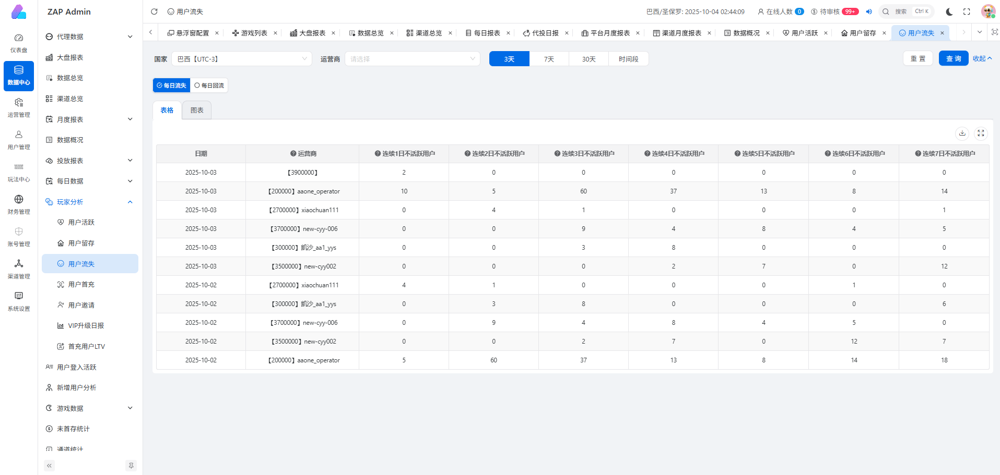 ZAP Admin
用户流失
巴西/圣保罗: 2025-10-04 02:44:09
在线人数 0
待审核 99+
搜索 Ctrl K
仪表盘
数据中心
运营管理
用户管理
玩法中心
财务管理
账号管理
渠道管理
系统设置
代理数据
大盘报表
数据总览
渠道总览
月度报表
数据概况
投放报表
每日数据
玩家分析
用户活跃
用户留存
用户流失
用户首充
用户邀请
VIP升级日报
首充用户LTV
用户登入活跃
新增用户分析
游戏数据
未首存统计
通道统计
悬浮窗配置 × 游戏列表 × 大盘报表 × 数据总览 × 渠道总览 × 每日报表 × 代投日报 × 平台月度报表 × 渠道月度报表 × 数据概况 × 用户活跃 × 用户留存 × 用户流失 ×
国家 巴西【UTC-3】 运营商 请选择 3天 7天 30天 时间段 重 置 查 询 收起
每日流失 每日回流
表格 图表
日期 运营商 连续1日不活跃用户 连续2日不活跃用户 连续3日不活跃用户 连续4日不活跃用户 连续5日不活跃用户 连续6日不活跃用户 连续7日不活跃用户
2025-10-03 【3900000】 2 0 0 0 0 0 0
2025-10-03 【200000】aaone_operator 10 5 60 37 13 8 14
2025-10-03 【2700000】xiaochuan111 0 4 1 0 0 0 1
2025-10-03 【3700000】new-cyy-006 0 0 9 4 8 4 5
2025-10-03 【300000】凯沙_aa1_yys 0 0 3 8 0 0 0
2025-10-03 【3500000】new-cyy002 0 0 0 2 7 0 12
2025-10-02 【2700000】xiaochuan111 4 1 0 0 0 1 0
2025-10-02 【300000】凯沙_aa1_yys 0 3 8 0 0 0 6
2025-10-02 【3700000】new-cyy-006 0 9 4 8 4 5 0
2025-10-02 【3500000】new-cyy002 0 0 2 7 0 12 7
2025-10-02 【200000】aaone_operator 5 60 37 13 8 14 18